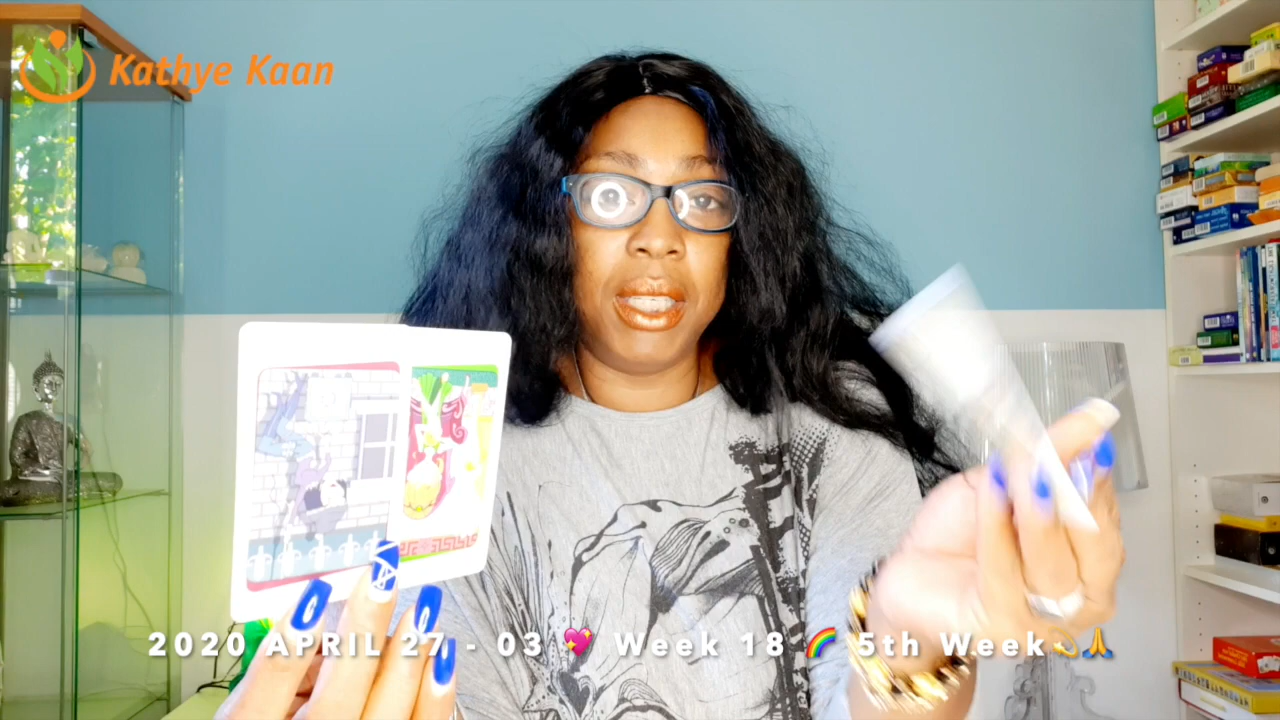 Kathye Kaan
2020 APRIL 27 - 03 💖 Week 18 🌈 5th Week💫🙏